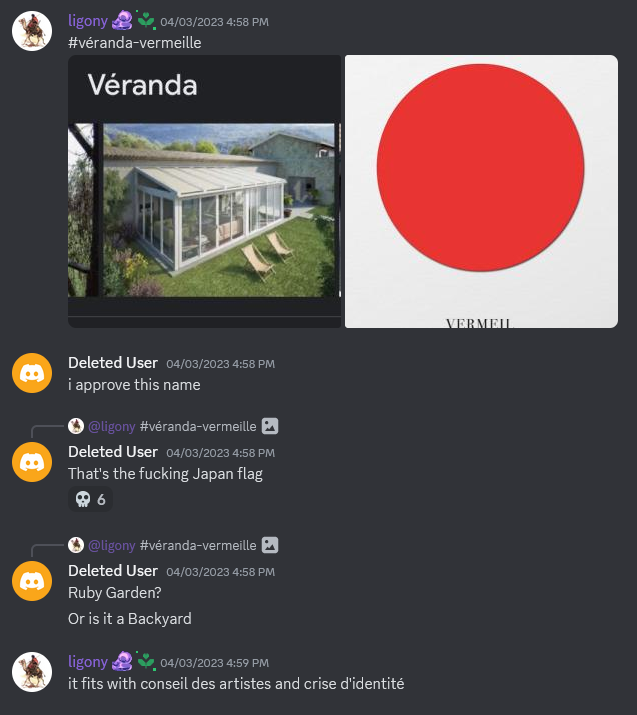 ligony 04/03/2023 4:58 PM
#véranda-vermeille
Véranda
VERMEIL
Deleted User 04/03/2023 4:58 PM
i approve this name
@ligony #véranda-vermeille
Deleted User 04/03/2023 4:58 PM
That's the fucking Japan flag
6
@ligony #véranda-vermeille
Deleted User 04/03/2023 4:58 PM
Ruby Garden?
Or is it a Backyard
ligony 04/03/2023 4:59 PM
it fits with conseil des artistes and crise d'identité